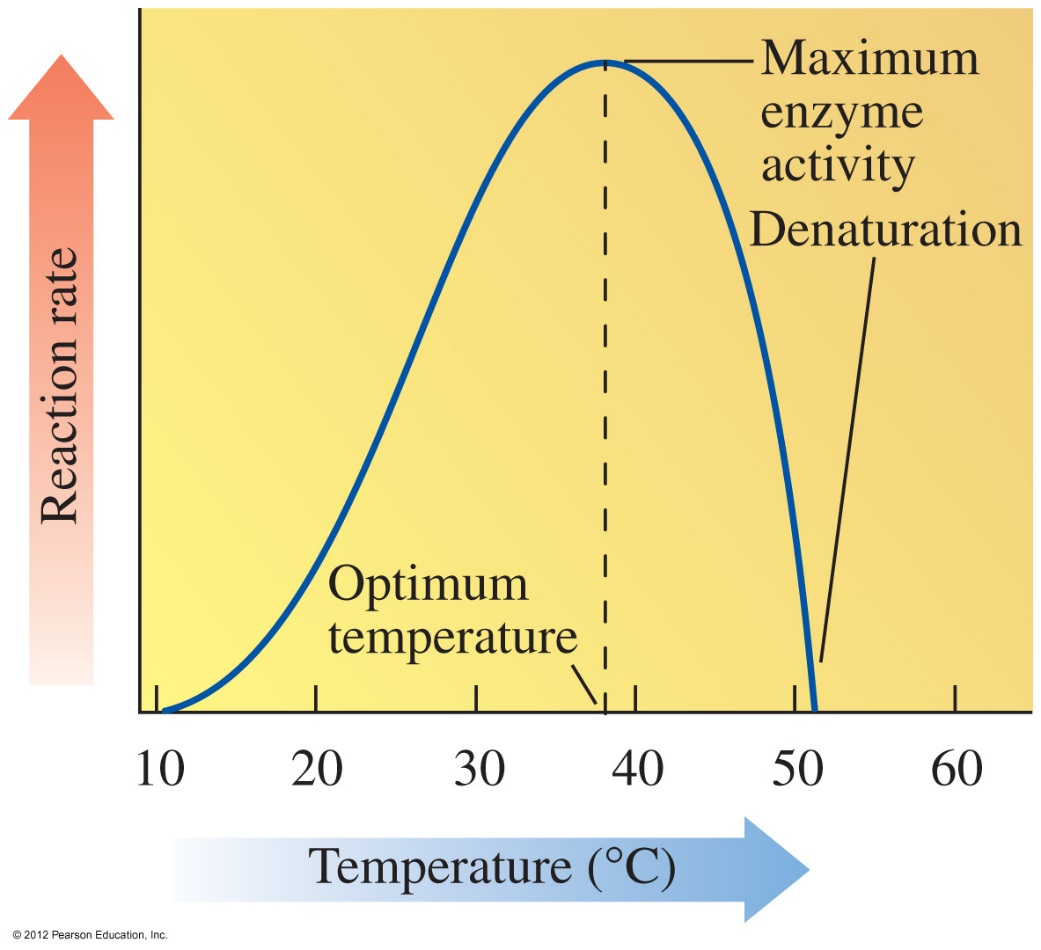 Maximum
enzyme
activity
Denaturation
Reaction rate
Optimum
temperature
10 20 30 40 50 60
Temperature (°C)
© 2012 Pearson Education, Inc.